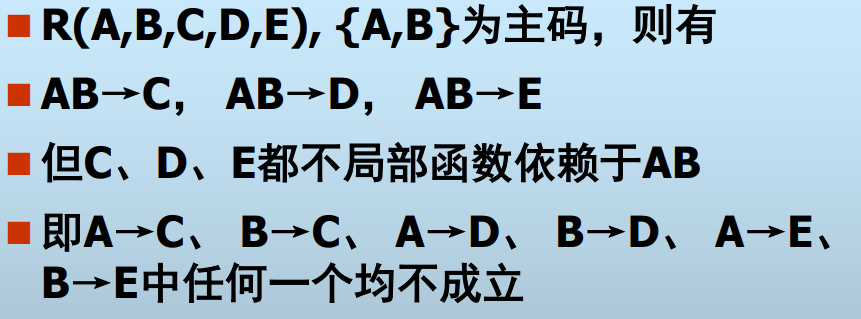 R(A,B,C,D,E), {A,B}为主码，则有
AB→C， AB→D， AB→E
但C、D、E都不局部函数依赖于AB
即A→C、 B→C、 A→D、 B→D、 A→E、
B→E中任何一个均不成立